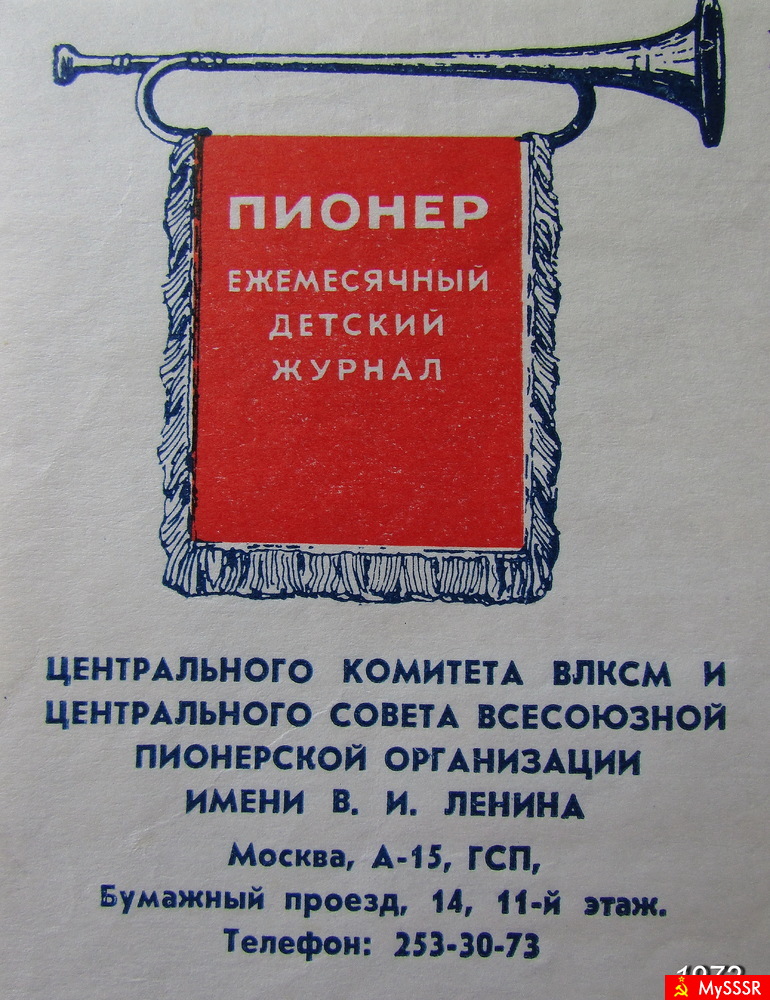 ПИОНЕР
ЕЖЕМЕСЯЧНЫЙ
ДЕТСКИЙ
ЖУРНАЛ
ЦЕНТРАЛЬНОГО КОМИТЕТА ВЛКСМ И
ЦЕНТРАЛЬНОГО СОВЕТА ВСЕСОЮЗНОЙ
ПИОНЕРСКОЙ ОРГАНИЗАЦИИ
ИМЕНИ В. И. ЛЕНИНА
Москва, А-15, ГСП,
Бумажный проезд, 14, 11-й этаж.
Телефон: 253-30-73
MySSSR